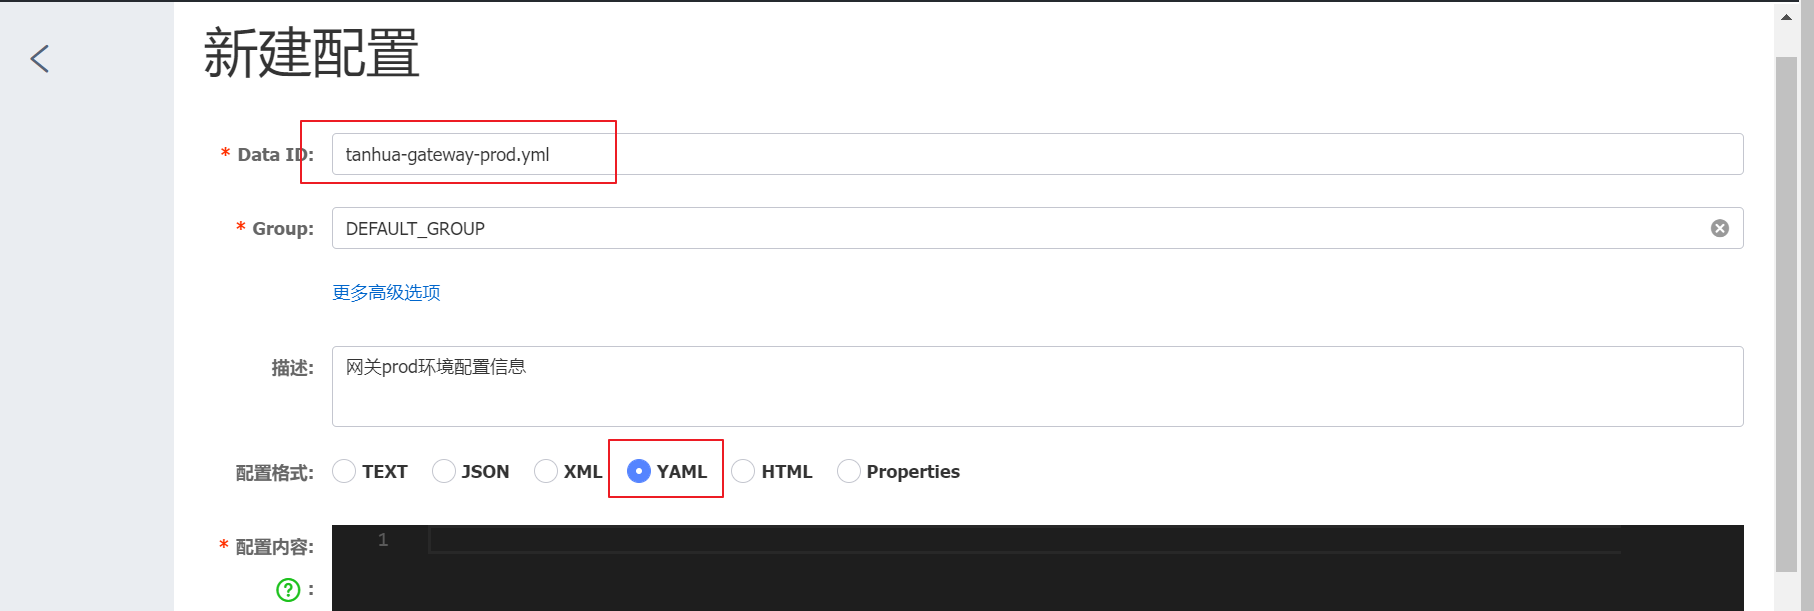 新建配置
* Data ID: tanhua-gateway-prod.yml
* Group: DEFAULT_GROUP
更多高级选项
描述: 网关prod环境配置信息
配置格式: TEXT JSON XML YAML HTML Properties
* 配置内容: 1
? :